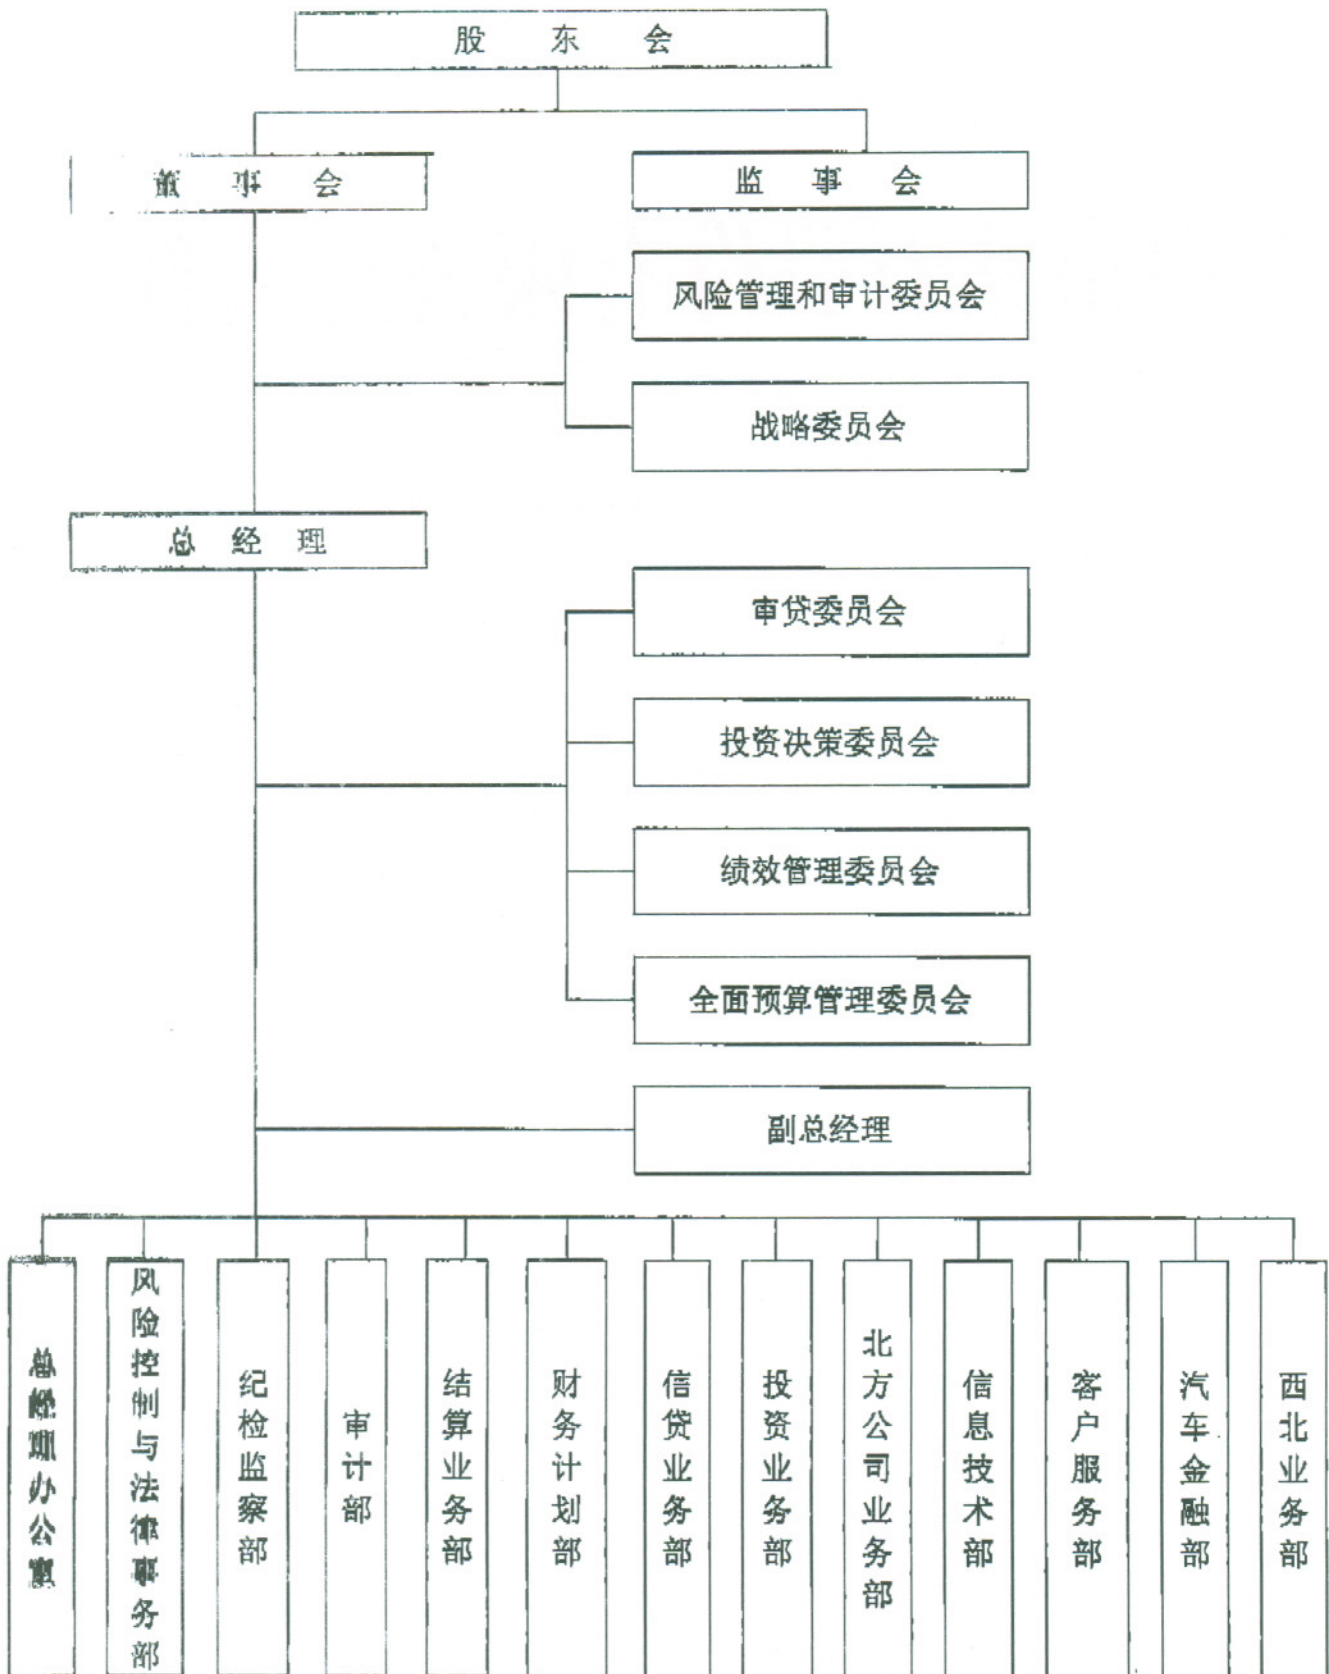 股 东 会
董 事 会
监 事 会
风险管理和审计委员会
战略委员会
总 经 理
审贷委员会
投资决策委员会
绩效管理委员会
全面预算管理委员会
副总经理
总经理办公室
风险控制与法律事务部
纪检监察部
审计部
结算业务部
财务计划部
信贷业务部
投资业务部
北方公司业务部
信息技术部
客户服务部
汽车金融部
西北业务部